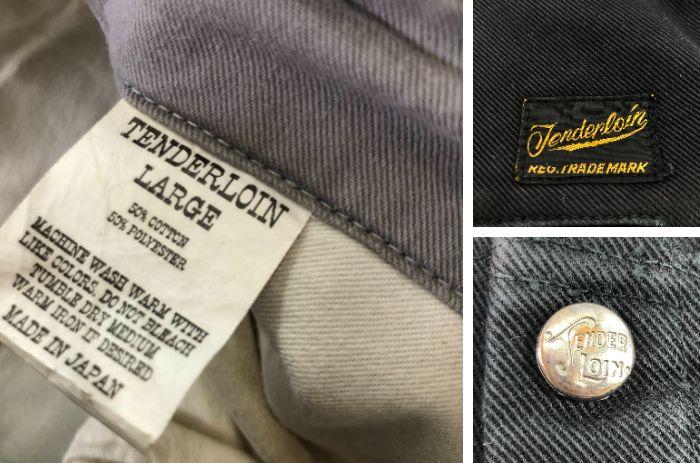 TENDERLOIN
LARGE
50% COTTON
50% POLYESTER
MACHINE WASH WARM WITH
LIKE COLORS. DO NOT BLEACH
TUMBLE DRY MEDIUM
WARM IRON IF DESIRED
MADE IN JAPAN
Tenderloin
REG. TRADE MARK
TENDER
LOIN.